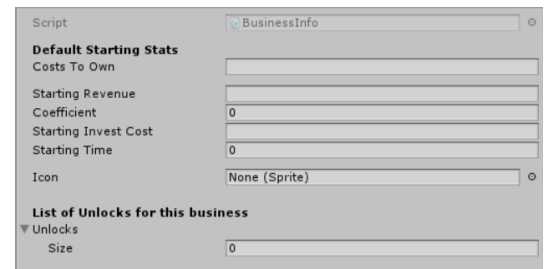 Script BusinessInfo
Default Starting Stats
Costs To Own
Starting Revenue
Coefficient 0
Starting Invest Cost
Starting Time 0
Icon None (Sprite)
List of Unlocks for this business
Unlocks
Size 0